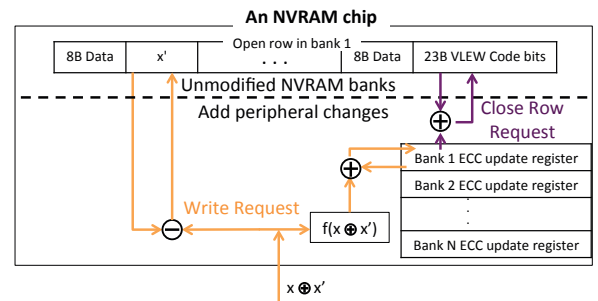 An NVRAM chip
Open row in bank 1
8B Data x' . . . 8B Data 23B VLEW Code bits
Unmodified NVRAM banks
Add peripheral changes
Close Row
Request
Bank 1 ECC update register
Bank 2 ECC update register
Write Request
f(x ⊕ x’)
.
.
.
Bank N ECC update register
x ⊕ x’